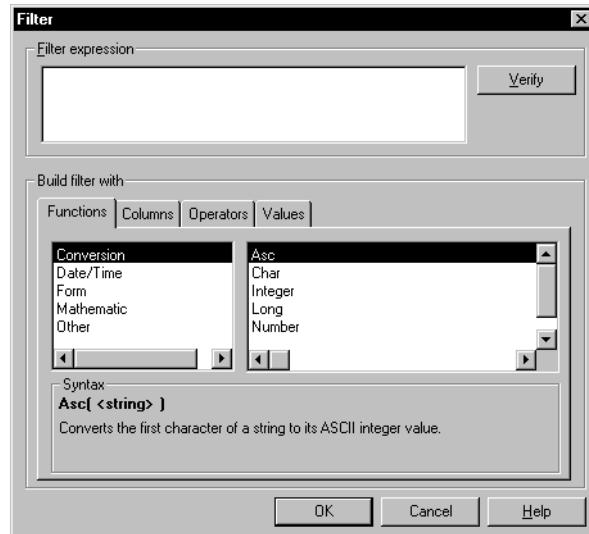 Filter
Filter expression
Verify
Build filter with
Functions Columns Operators Values
Conversion
Date/Time
Form
Mathematic
Other
Asc
Char
Integer
Long
Number
Syntax
Asc( <string> )
Converts the first character of a string to its ASCII integer value.
OK Cancel Help